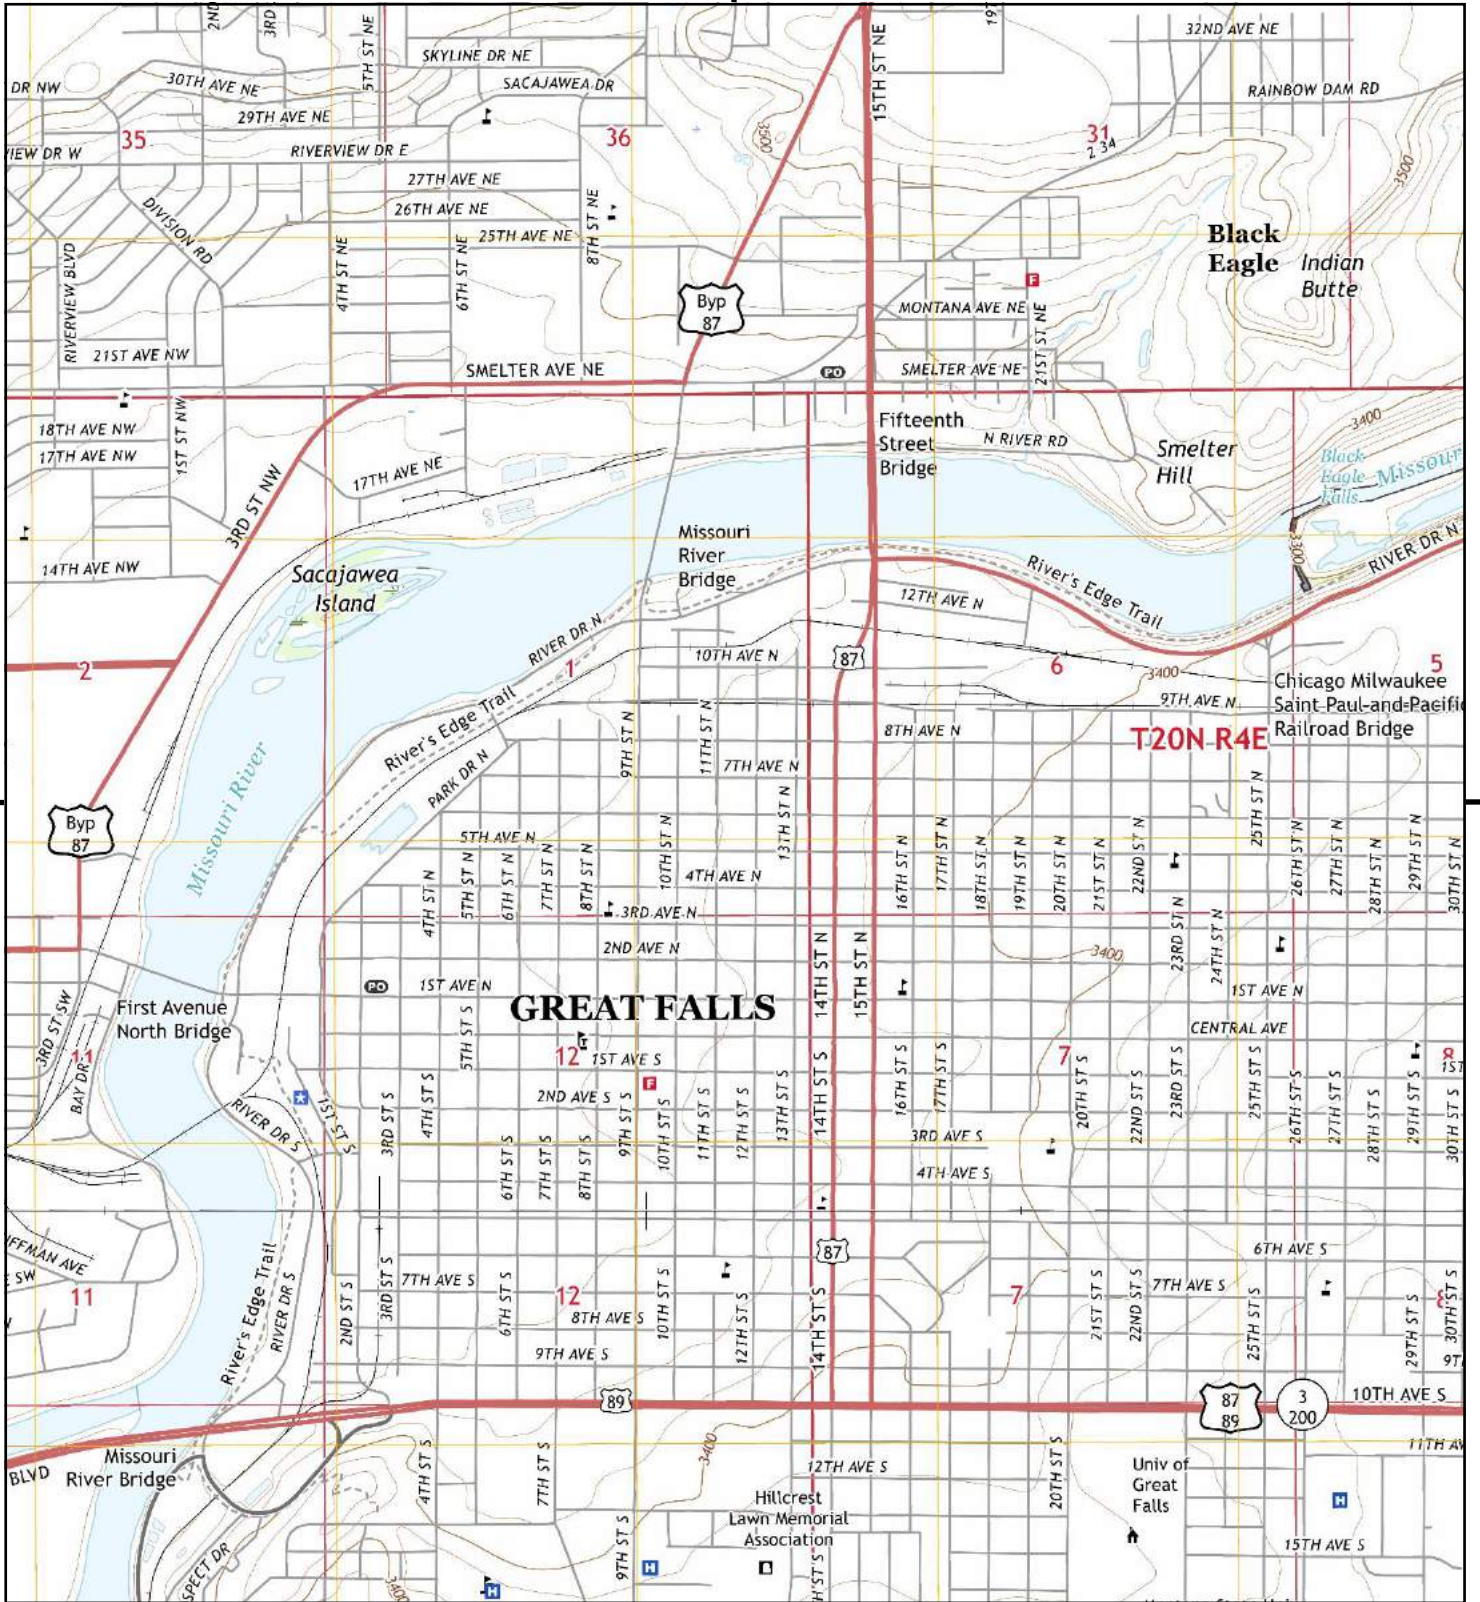 2ND
3RD
5TH ST NE
SKYLINE DR NE
15TH ST NE
32ND AVE NE
DR NW
30TH AVE NE
SACAJAWEA DR
RAINBOW DAM RD
29TH AVE NE
35
36
3500
31
2 34
VIEW DR W
RIVERVIEW DR E
27TH AVE NE
3500
26TH AVE NE
8TH ST NE
DIVISION RD
25TH AVE NE
Black
Eagle
Indian
Butte
RIVERVIEW BLVD
4TH ST NE
6TH ST NE
Byp
87
MONTANA AVE NE
F
21ST AVE NW
SMELTER AVE NE
PO
SMELTER AVE NE
21ST ST NE
18TH AVE NW
17TH AVE NW
1ST ST NW
3RD ST NW
17TH AVE NE
Fifteenth
Street
Bridge
N RIVER RD
Smelter
Hill
3400
Black
Eagle
Falls
Missour
3300
RIVER DR N
14TH AVE NW
Sacajawea
Island
Missouri
River
Bridge
River's Edge Trail
12TH AVE N
RIVER DR N
10TH AVE N
87
2
1
6
5
3400
9TH AVE N
Chicago Milwaukee
Saint Paul and Pacific
Railroad Bridge
T20N R4E
8TH AVE N
River's Edge Trail
PARK DR N
9TH ST N
11TH ST N
7TH AVE N
Missouri River
Byp
87
13TH ST N
25TH ST N
5TH AVE N
4TH AVE N
4TH ST N
5TH ST N
6TH ST N
7TH ST N
8TH ST N
10TH ST N
16TH ST N
17TH ST N
18TH ST N
19TH ST N
20TH ST N
21ST ST N
22ND ST N
26TH ST N
27TH ST N
28TH ST N
29TH ST N
30TH ST N
3RD AVE N
2ND AVE N
14TH ST N
15TH ST N
23RD ST N
24TH ST N
3400
PO
1ST AVE N
1ST AVE N
GREAT FALLS
First Avenue
North Bridge
3RD ST SW
BAY DR
11
5TH ST S
12
1ST AVE S
CENTRAL AVE
7
8
1ST
F
2ND AVE S
RIVER DR S
1ST ST S
3RD ST S
4TH ST S
9TH ST S
10TH ST S
11TH ST S
12TH ST S
13TH ST S
14TH ST S
16TH ST S
17TH ST S
20TH ST S
22ND ST S
23RD ST S
25TH ST S
26TH ST S
27TH ST S
28TH ST S
29TH ST S
30TH ST S
3RD AVE S
4TH AVE S
6TH ST S
7TH ST S
8TH ST S
FFMAN AVE
SW
87
6TH AVE S
River's Edge Trail
RIVER DR S
11
2ND ST S
3RD ST S
7TH AVE S
6TH ST S
12
8TH AVE S
10TH ST S
12TH ST S
14TH ST S
7
21ST ST S
22ND ST S
7TH AVE S
25TH ST S
29TH ST S
8
30TH ST S
9TH AVE S
9T
89
87
89
3
200
10TH AVE S
BLVD
Missouri
River Bridge
4TH ST S
7TH ST S
3400
12TH AVE S
20TH ST S
Univ of
Great
Falls
11TH AV
H
Hillcrest
Lawn Memorial
Association
9TH ST S
15TH AVE S
SPECT DR
3400
H
H
H ST S